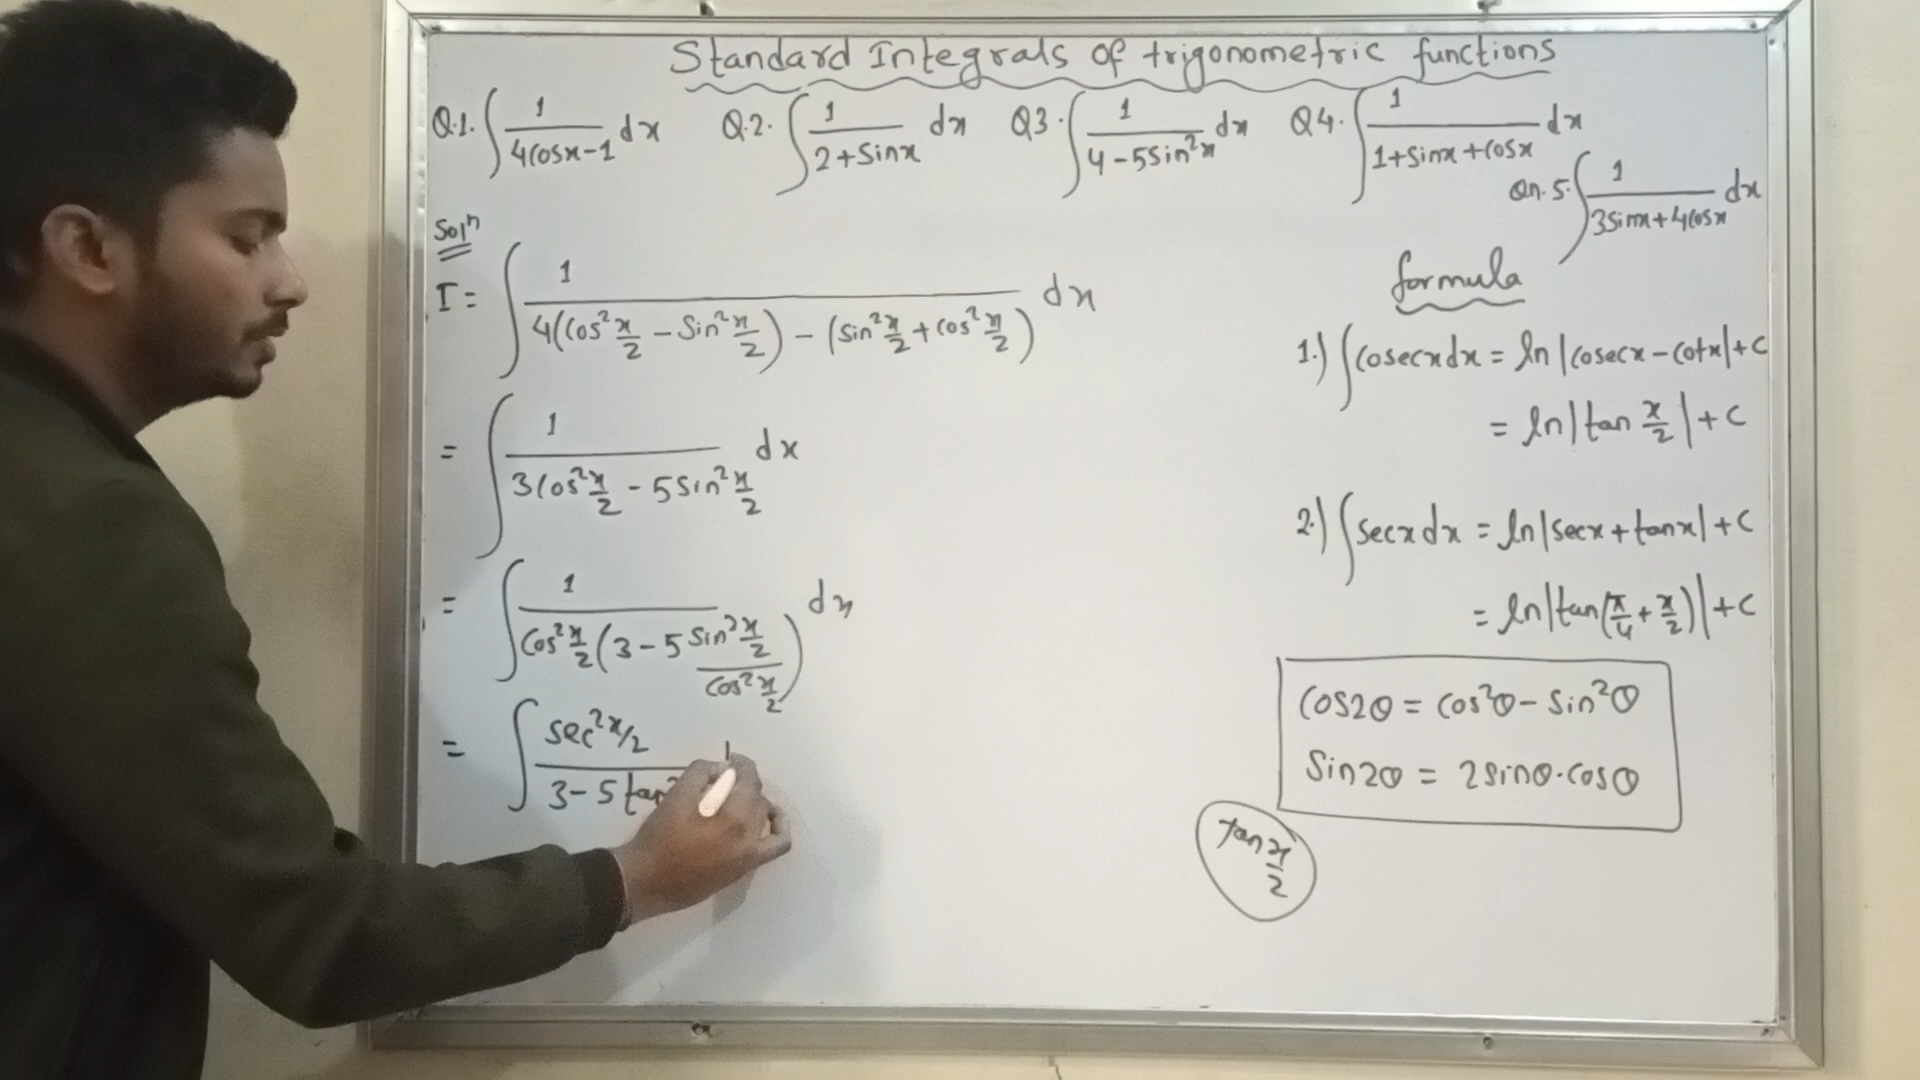 Standard Integrals of trigonometric functions
Q.1. ∫ 1/(4cosx-1) dx Q.2. ∫ 1/(2+sinx) dx Q3. ∫ 1/(4-5sin²x) dx Q4. ∫ 1/(1+sinx+cosx) dx
Qn.5. ∫ 1/(3sinx+4cosx) dx
Solⁿ
I = ∫ 1/(4(cos²x/2 - sin²x/2) - (sin²x/2 + cos²x/2)) dx
= ∫ 1/(3cos²x/2 - 5sin²x/2) dx
= ∫ 1/(cos²x/2 (3 - 5 sin²x/2 / cos²x/2)) dx
= ∫ sec²x/2 / (3-5tan
formula
1.) ∫cosecx dx = ln|cosecx - cotx| + c
= ln|tan x/2| + c
2.) ∫secx dx = ln|secx + tanx| + c
= ln|tan(π/4 + x/2)| + c
cos2θ = cos²θ - sin²θ
Sin2θ = 2sinθ.cosθ
tan x/2